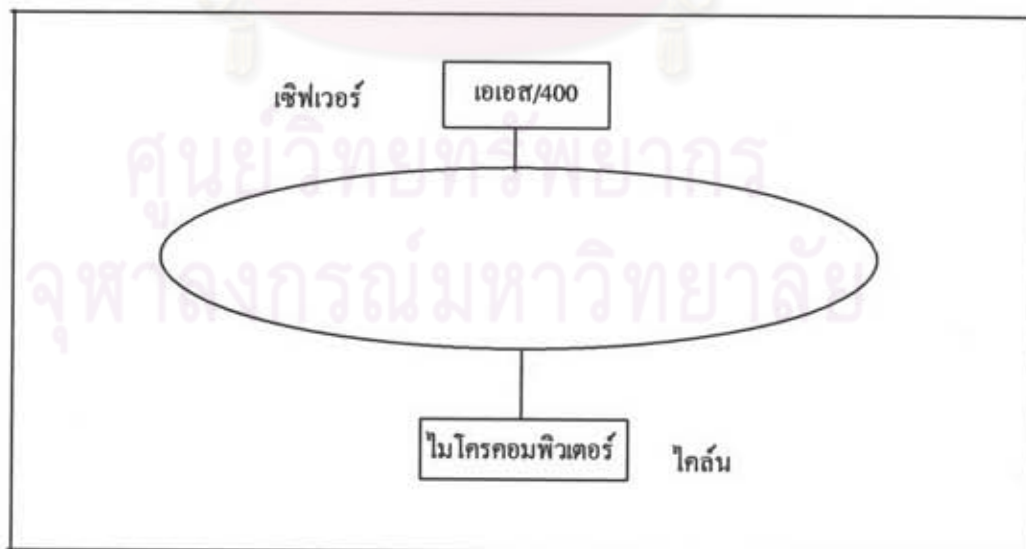 เซิฟเวอร์ เอเอส/400
ศูนย์วิทยทรัพยากร
จุฬาลงกรณ์มหาวิทยาลัย
ไมโครคอมพิวเตอร์ ไคล์น